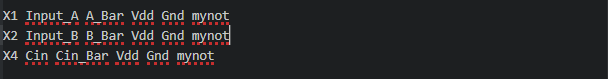 X1 Input_A A_Bar Vdd Gnd mynot
X2 Input_B B_Bar Vdd Gnd mynot
X4 Cin Cin_Bar Vdd Gnd mynot